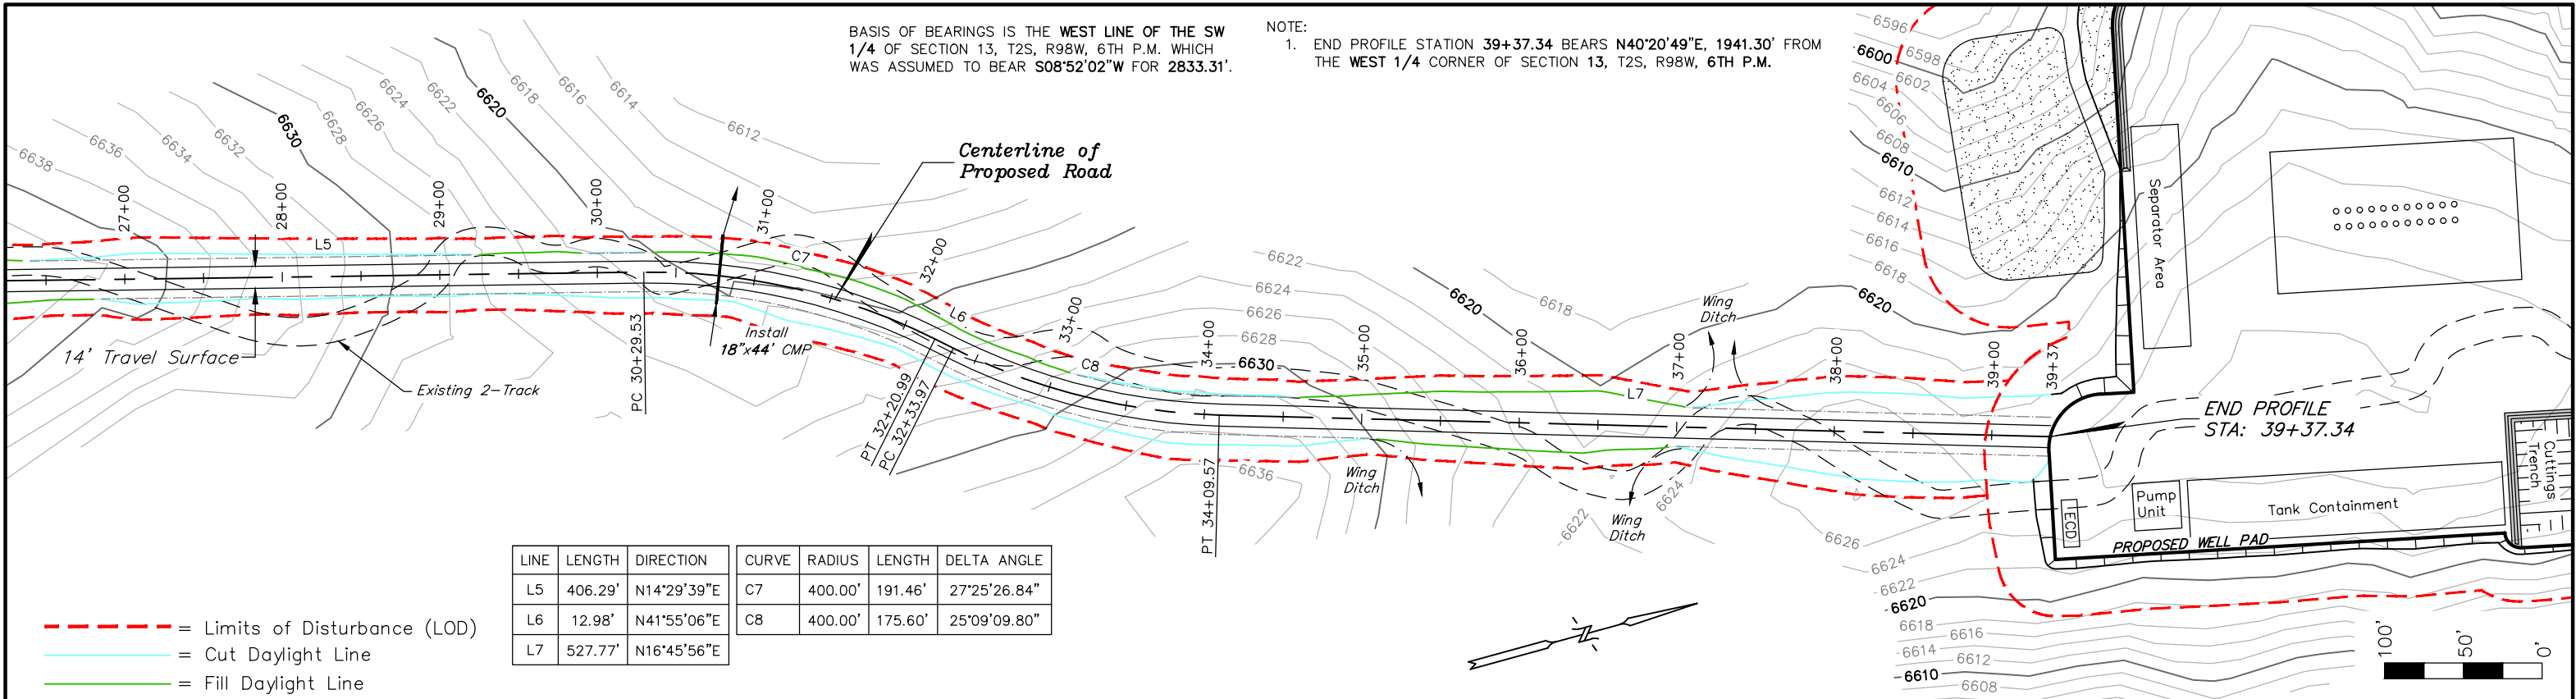 BASIS OF BEARINGS IS THE WEST LINE OF THE SW
1/4 OF SECTION 13, T2S, R98W, 6TH P.M. WHICH
WAS ASSUMED TO BEAR S08°52'02"W FOR 2833.31'.
NOTE:
1. END PROFILE STATION 39+37.34 BEARS N40°20'49"E, 1941.30' FROM
THE WEST 1/4 CORNER OF SECTION 13, T2S, R98W, 6TH P.M.
6638
6636
6634
6632
6630
6628
6626
6624
6622
6620
6618
6616
6614
6612
Centerline of
Proposed Road
27+00
28+00
29+00
30+00
31+00
32+00
33+00
34+00
35+00
36+00
37+00
38+00
39+00
39+37
L5
C7
L6
C8
L7
14' Travel Surface
Existing 2-Track
PC 30+29.53
Install
18"x44' CMP
PT 32+20.99
PC 32+33.97
PT 34+09.57
6622
6624
6626
6628
6630
6636
6620
6618
Wing
Ditch
Wing
Ditch
Wing
Ditch
6622
6624
6596
6598
6600
6602
6604
6606
6608
6610
6612
6614
6616
6618
6620
Separator Area
END PROFILE
STA: 39+37.34
ECD
Pump
Unit
Tank Containment
Cuttings
Trench
PROPOSED WELL PAD
6626
6624
6622
6620
6618
6616
6614
6612
6610
6608
LINE LENGTH DIRECTION
L5 406.29' N14°29'39"E
L6 12.98' N41°55'06"E
L7 527.77' N16°45'56"E
CURVE RADIUS LENGTH DELTA ANGLE
C7 400.00' 191.46' 27°25'26.84"
C8 400.00' 175.60' 25°09'09.80"
= Limits of Disturbance (LOD)
= Cut Daylight Line
= Fill Daylight Line
N
100'
50'
0'